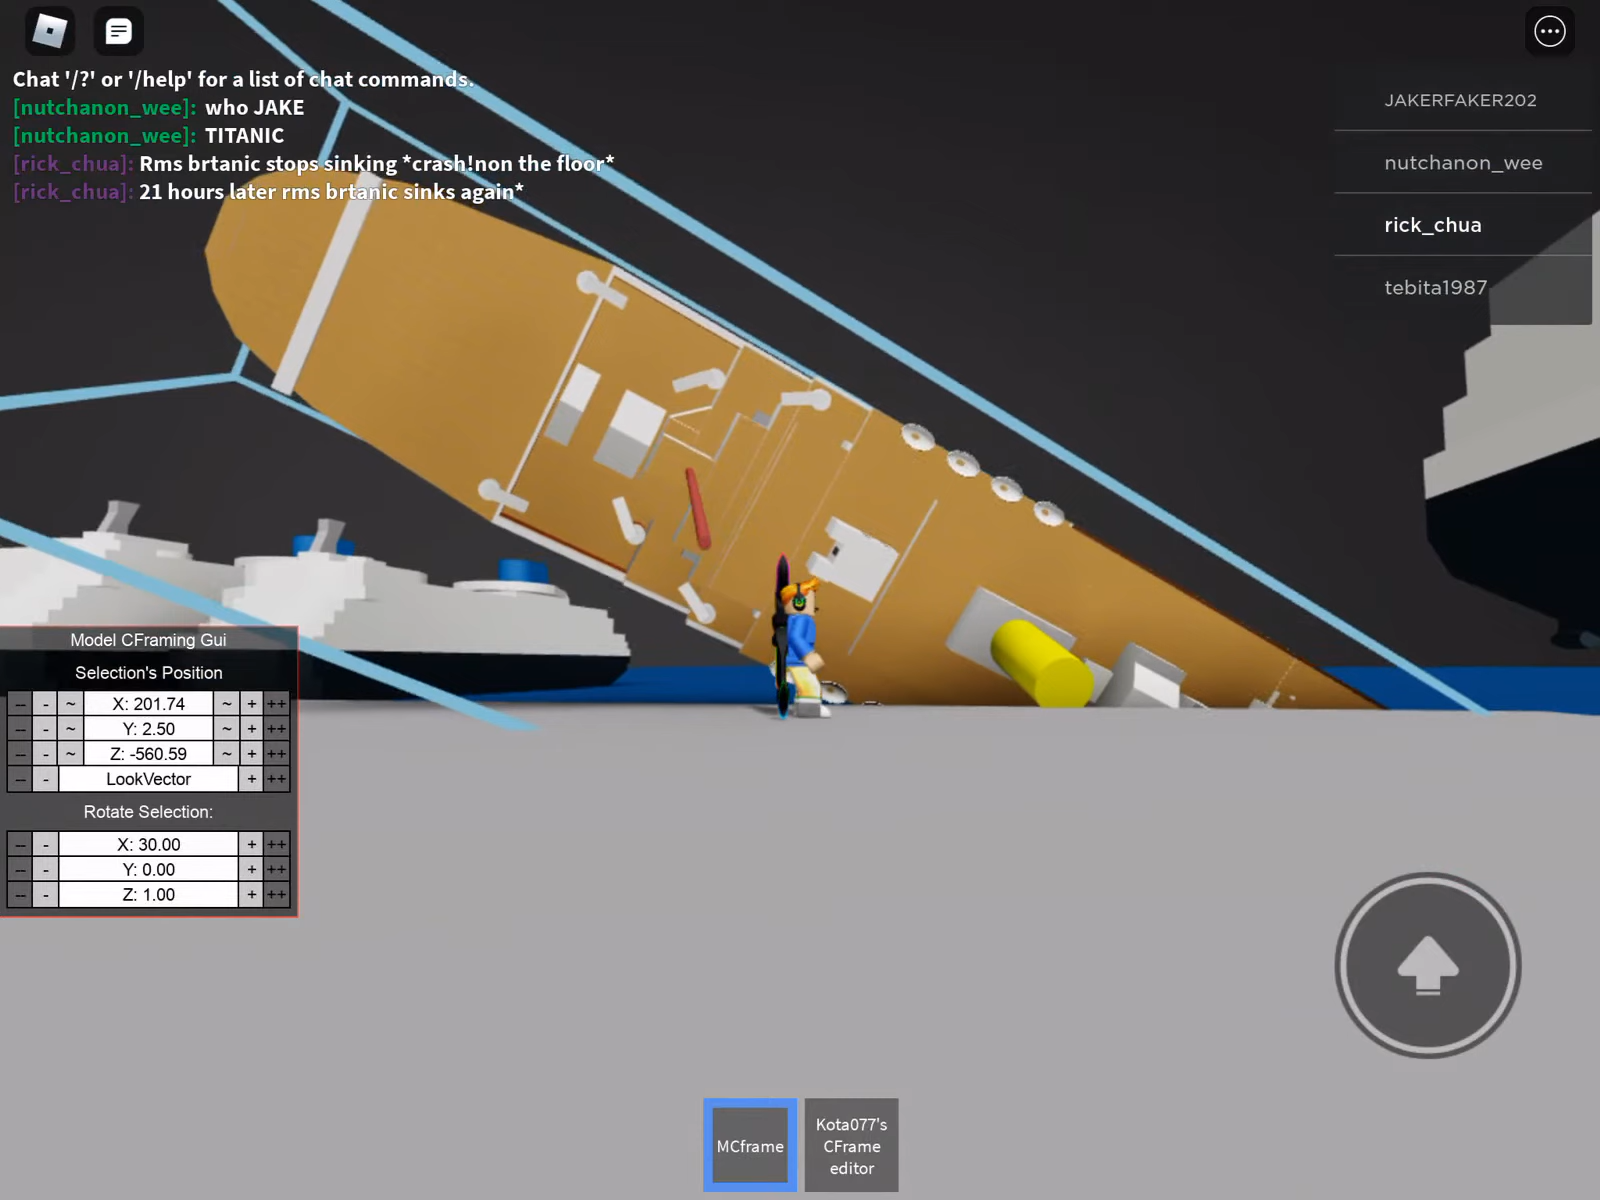 Chat '/?' or '/help' for a list of chat commands.
[nutchanon_wee]: who JAKE
[nutchanon_wee]: TITANIC
[rick_chua]: Rms brtanic stops sinking *crash!non the floor*
[rick_chua]: 21 hours later rms brtanic sinks again*
JAKERFAKER202
nutchanon_wee
rick_chua
tebita1987
Model CFraming Gui
Selection's Position
-- - ~ X: 201.74 ~ + ++
-- - ~ Y: 2.50 ~ + ++
-- - ~ Z: -560.59 ~ + ++
-- - LookVector + ++
Rotate Selection:
-- - X: 30.00 + ++
-- - Y: 0.00 + ++
-- - Z: 1.00 + ++
MCframe
Kota077's
CFrame
editor